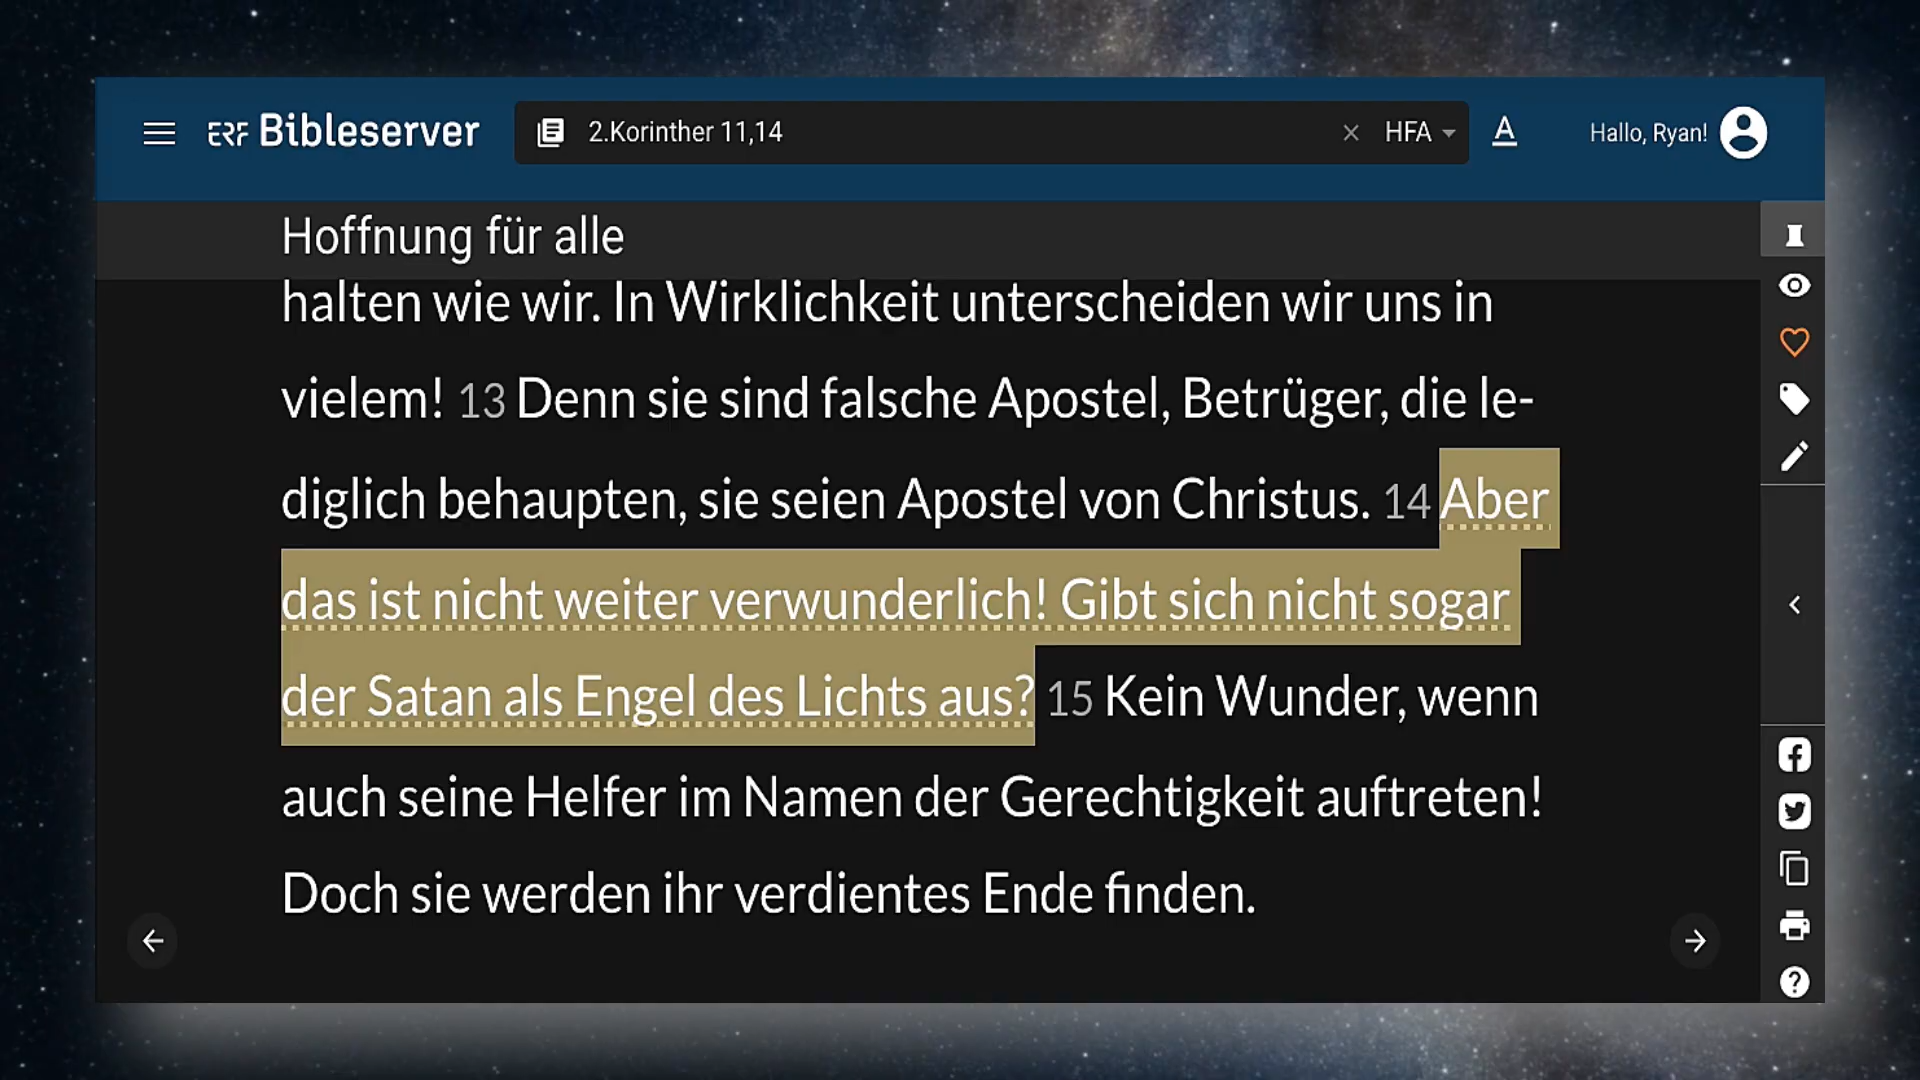 ERF Bibleserver
2.Korinther 11,14
HFA
A
Hallo, Ryan!
Hoffnung für alle
halten wie wir. In Wirklichkeit unterscheiden wir uns in
vielem! 13 Denn sie sind falsche Apostel, Betrüger, die le-
diglich behaupten, sie seien Apostel von Christus. 14 Aber
das ist nicht weiter verwunderlich! Gibt sich nicht sogar
der Satan als Engel des Lichts aus? 15 Kein Wunder, wenn
auch seine Helfer im Namen der Gerechtigkeit auftreten!
Doch sie werden ihr verdientes Ende finden.